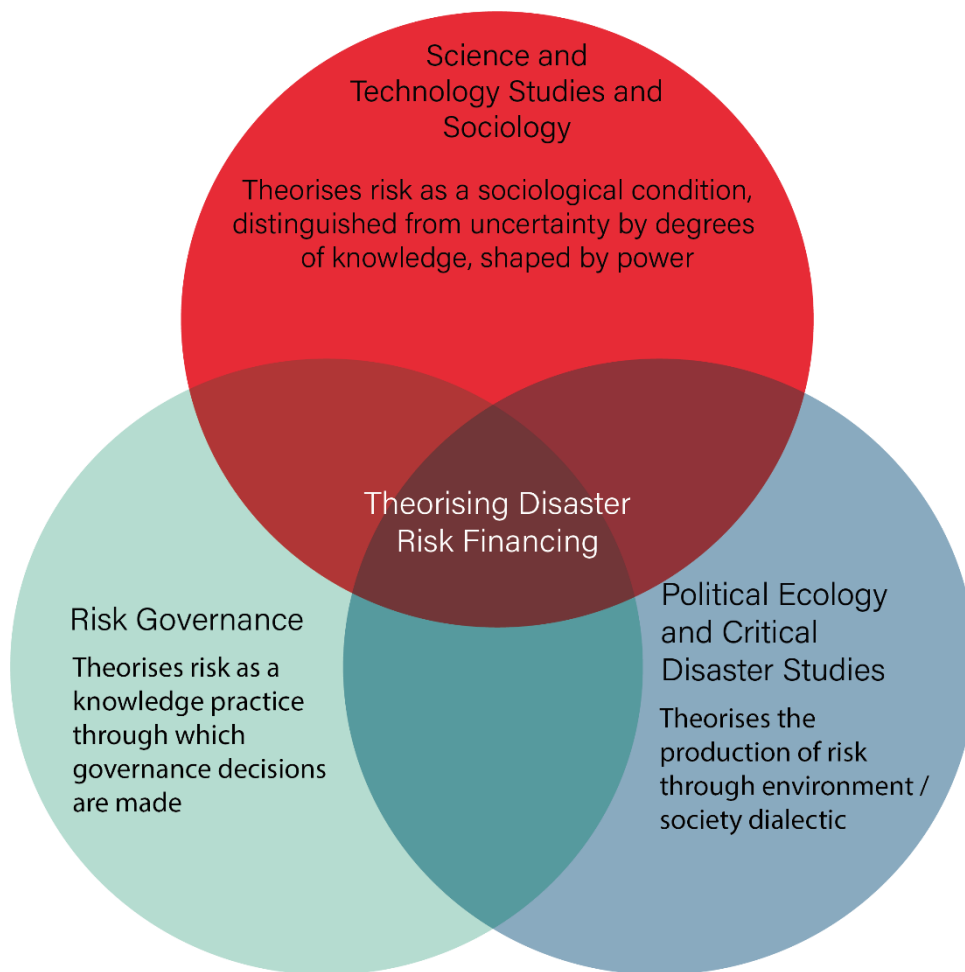 Science and
Technology Studies and
Sociology
Theorises risk as a sociological condition,
distinguished from uncertainty by degrees
of knowledge, shaped by power
Theorising Disaster
Risk Financing
Risk Governance
Theorises risk as a
knowledge practice
through which
governance decisions
are made
Political Ecology
and Critical
Disaster Studies
Theorises the
production of risk
through environment /
society dialectic